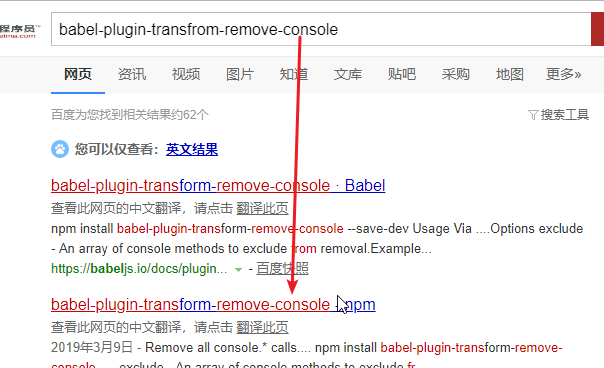 程序员™
babel-plugin-transfrom-remove-console
网页 资讯 视频 图片 知道 文库 贴吧 采购 地图 更多»
百度为您找到相关结果约62个 搜索工具
您可以仅查看：英文结果
babel-plugin-transform-remove-console · Babel
查看此网页的中文翻译，请点击 翻译此页
npm install babel-plugin-transform-remove-console --save-dev Usage Via ....Options exclude
- An array of console methods to exclude from removal.Example...
https://babeljs.io/docs/plugin... - 百度快照
babel-plugin-transform-remove-console npm
查看此网页的中文翻译，请点击 翻译此页
2019年3月9日 - Remove all console.* calls.... npm install babel-plugin-transform-remove-
console
exclude - An array of console methods to exclude